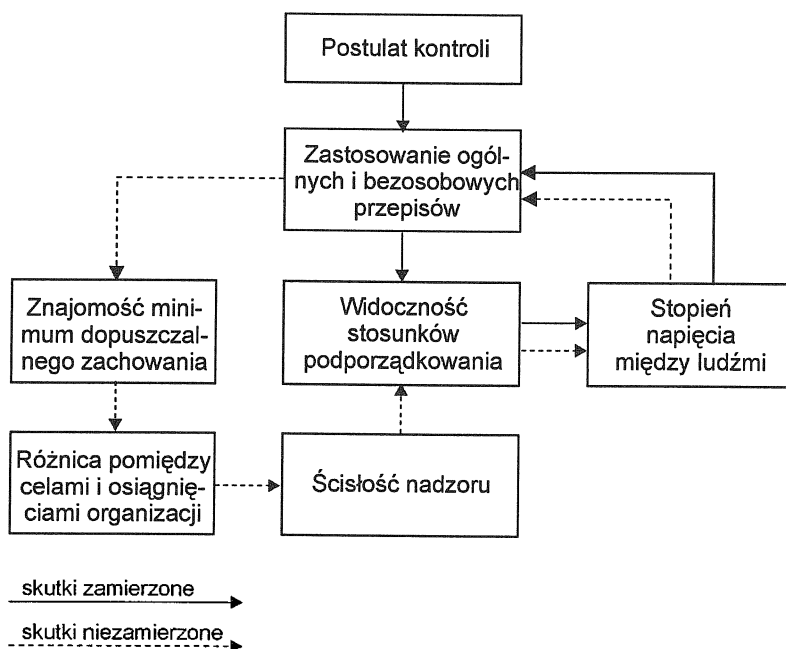 Postulat kontroli
Zastosowanie ogól-
nych i bezosobowych
przepisów
Znajomość mini-
mum dopuszczal-
nego zachowania
Widoczność
stosunków
podporządkowania
Stopień
napięcia
między ludźmi
Różnica pomiędzy
celami i osiągnię-
ciami organizacji
Ścisłość nadzoru
skutki zamierzone
skutki niezamierzone